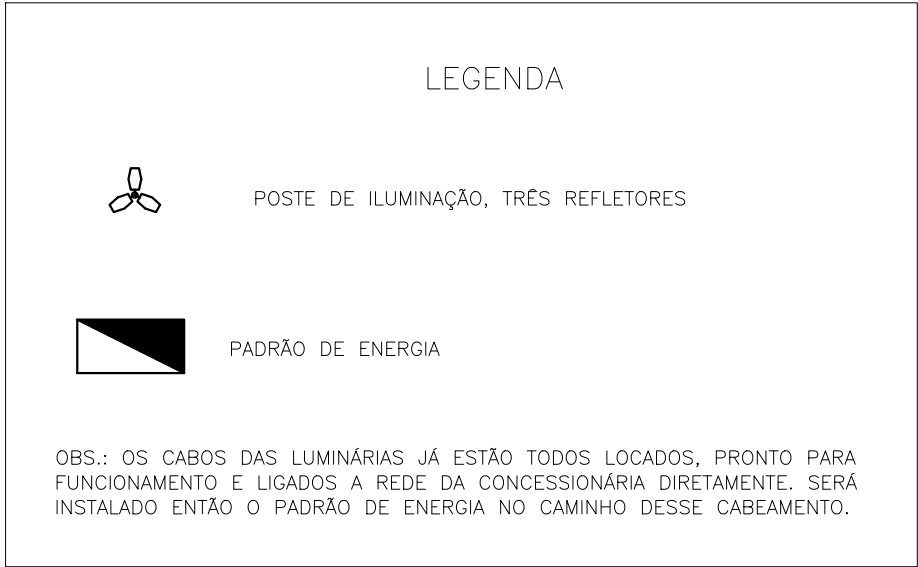 LEGENDA
POSTE DE ILUMINAÇÃO, TRÊS REFLETORES
PADRÃO DE ENERGIA
OBS.: OS CABOS DAS LUMINÁRIAS JÁ ESTÃO TODOS LOCADOS, PRONTO PARA
FUNCIONAMENTO E LIGADOS A REDE DA CONCESSIONÁRIA DIRETAMENTE. SERÁ
INSTALADO ENTÃO O PADRÃO DE ENERGIA NO CAMINHO DESSE CABEAMENTO.